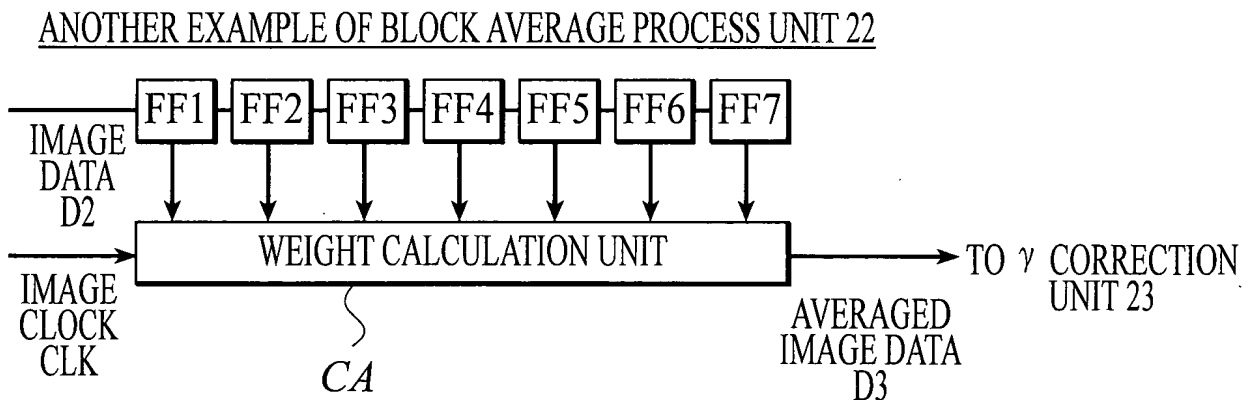 ANOTHER EXAMPLE OF BLOCK AVERAGE PROCESS UNIT 22
FF1 FF2 FF3 FF4 FF5 FF6 FF7
IMAGE
DATA
D2
WEIGHT CALCULATION UNIT
IMAGE
CLOCK
CLK
CA
AVERAGED
IMAGE DATA
D3
TO γ CORRECTION
UNIT 23